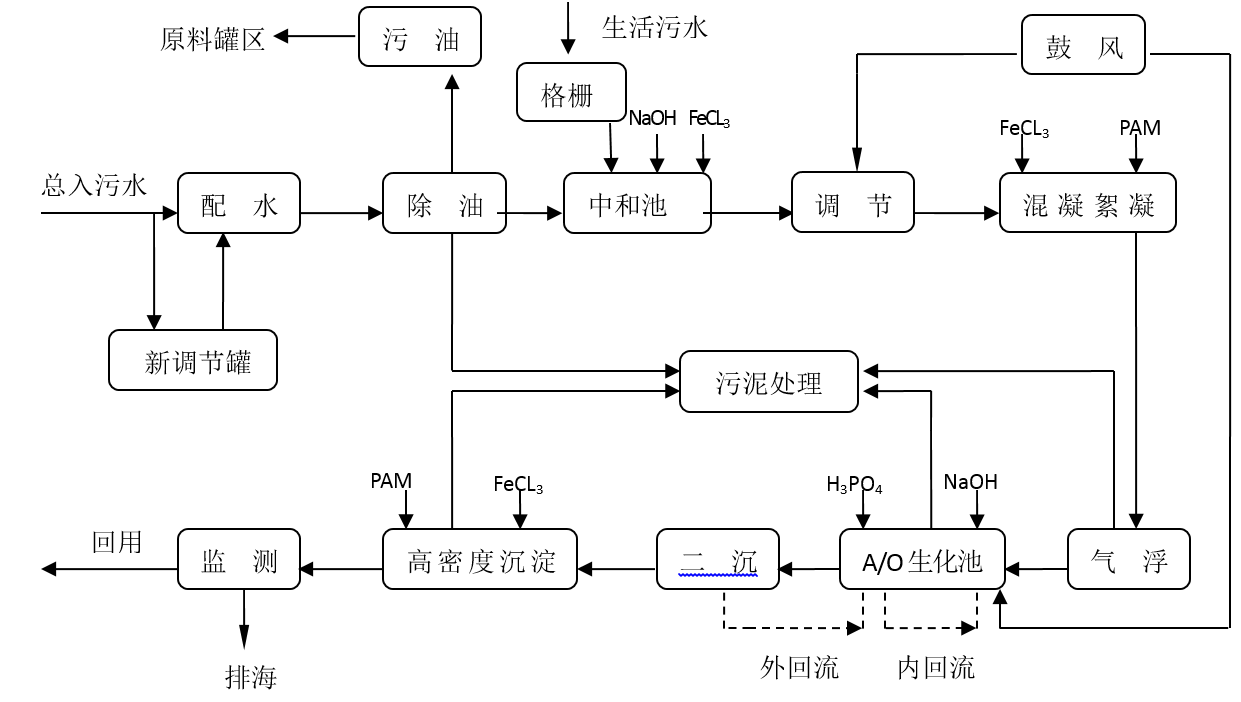 原料罐区
污 油
生活污水
鼓 风
格栅
NaOH
FeCL₃
FeCL₃
PAM
总入污水
配 水
除 油
中和池
调 节
混凝絮凝
新调节罐
污泥处理
PAM
FeCL₃
H₃PO₄
NaOH
回用
监 测
高密度沉淀
二 沉
A/O生化池
气 浮
排海
外回流
内回流